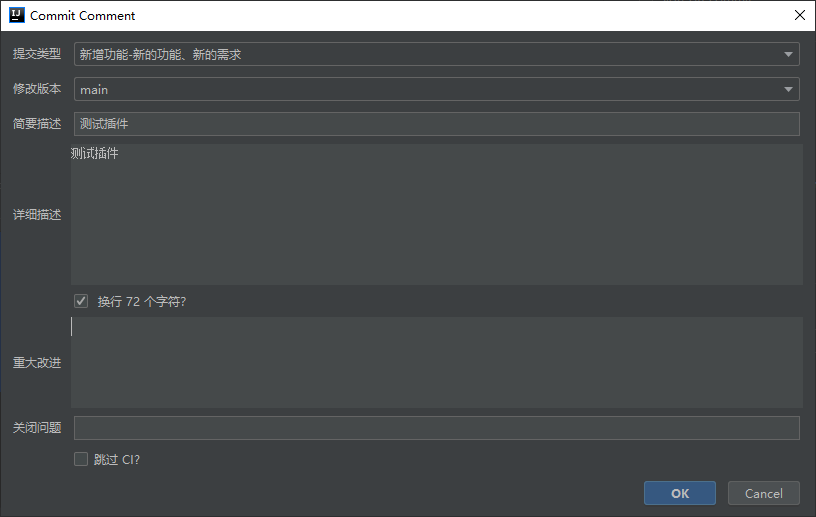 Commit Comment
提交类型 新增功能-新的功能、新的需求
修改版本 main
简要描述 测试插件
测试插件
详细描述
换行 72 个字符?
重大改进
关闭问题
跳过 CI?
OK Cancel